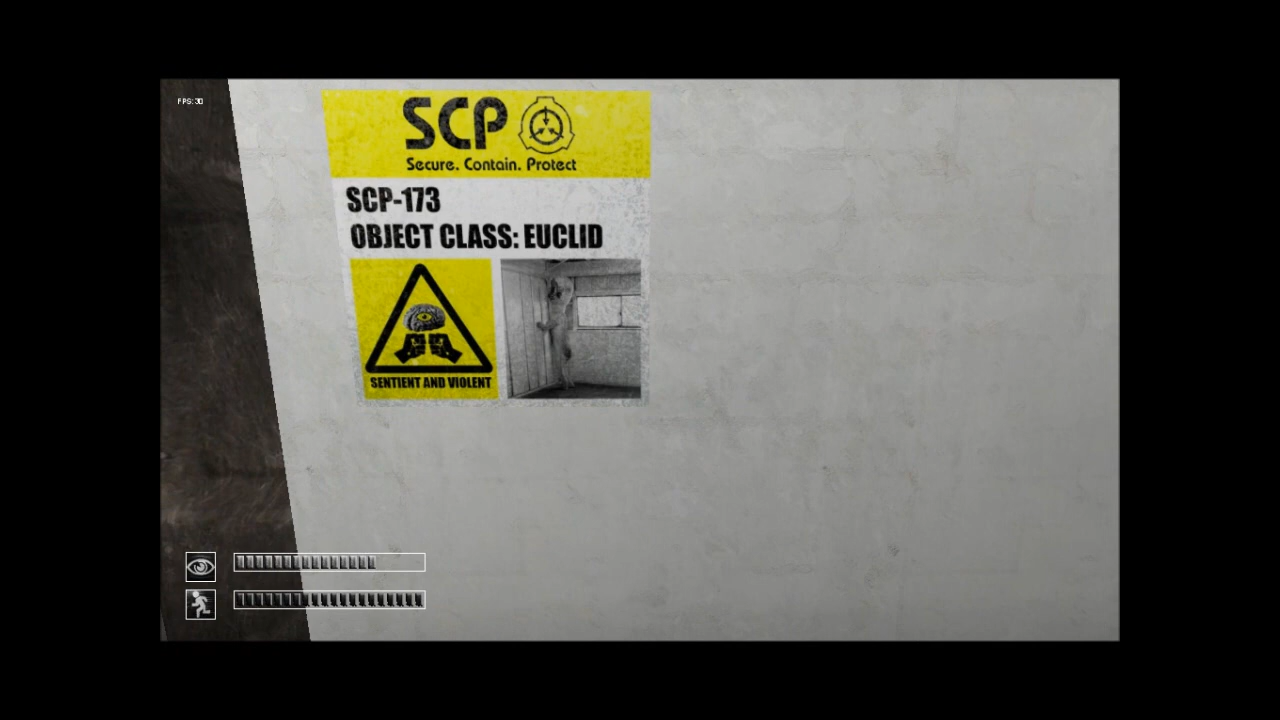 FPS: 30
SCP
Secure. Contain. Protect
SCP-173
OBJECT CLASS: EUCLID
SENTIENT AND VIOLENT